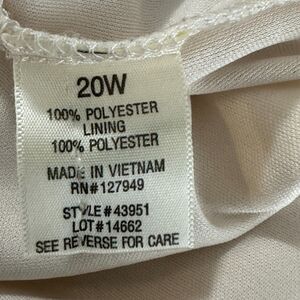 20W
100% POLYESTER
LINING
100% POLYESTER
MADE IN VIETNAM
RN#127949
STYLE#43951
LOT#14662
SEE REVERSE FOR CARE